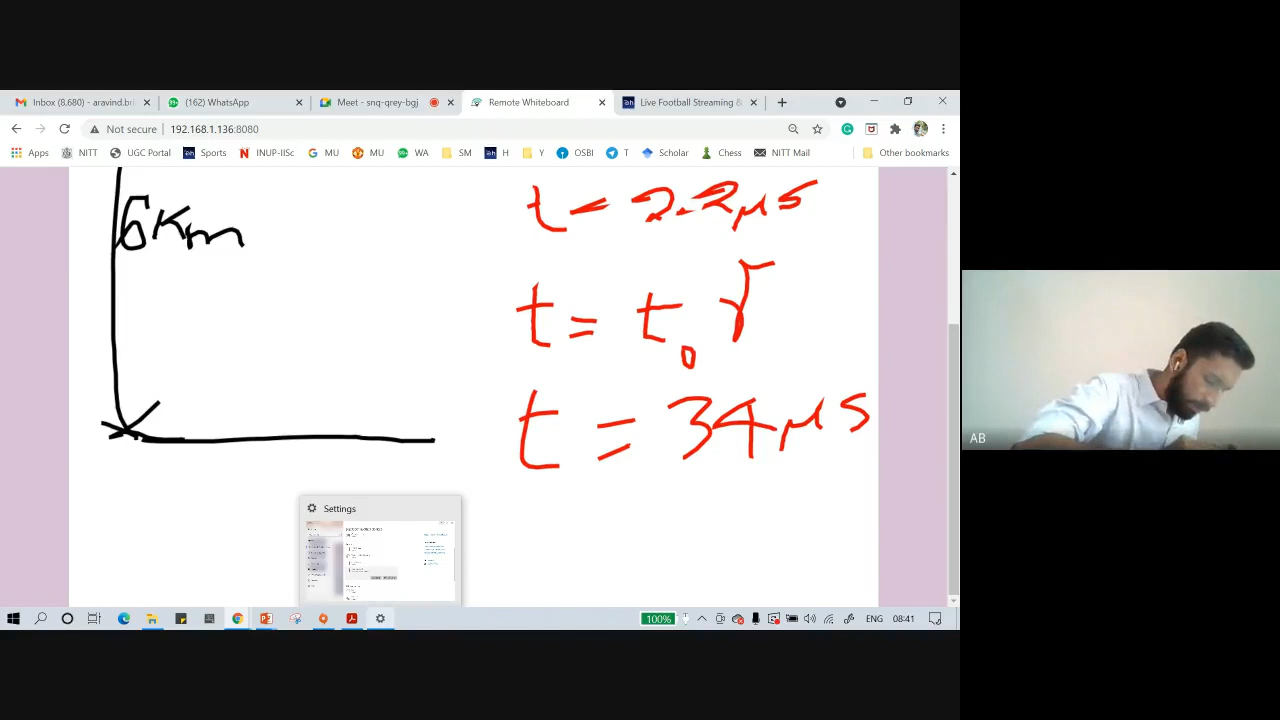 Inbox (8,680) - aravind.bri
(162) WhatsApp
Meet - snq-qrey-bgj
Remote Whiteboard
Live Football Streaming &
Not secure
192.168.1.136:8080
Apps
NITT
UGC Portal
Sports
INUP-IISc
MU
MU
WA
SM
H
Y
OSBI
T
Scholar
Chess
NITT Mail
Other bookmarks
6Km
t = 2.2μs
t = t₀ γ
t = 34μs
AB
Settings
100%
ENG
08:41